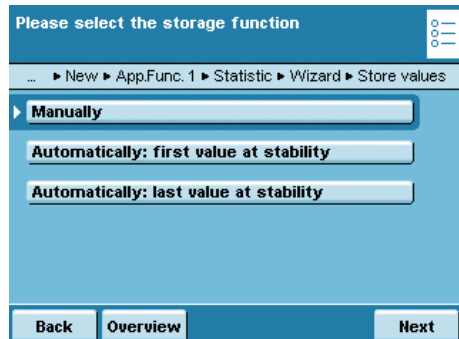 Please select the storage function
... ▸ New ▸ App.Func. 1 ▸ Statistic ▸ Wizard ▸ Store values
Manually
Automatically: first value at stability
Automatically: last value at stability
Back Overview Next